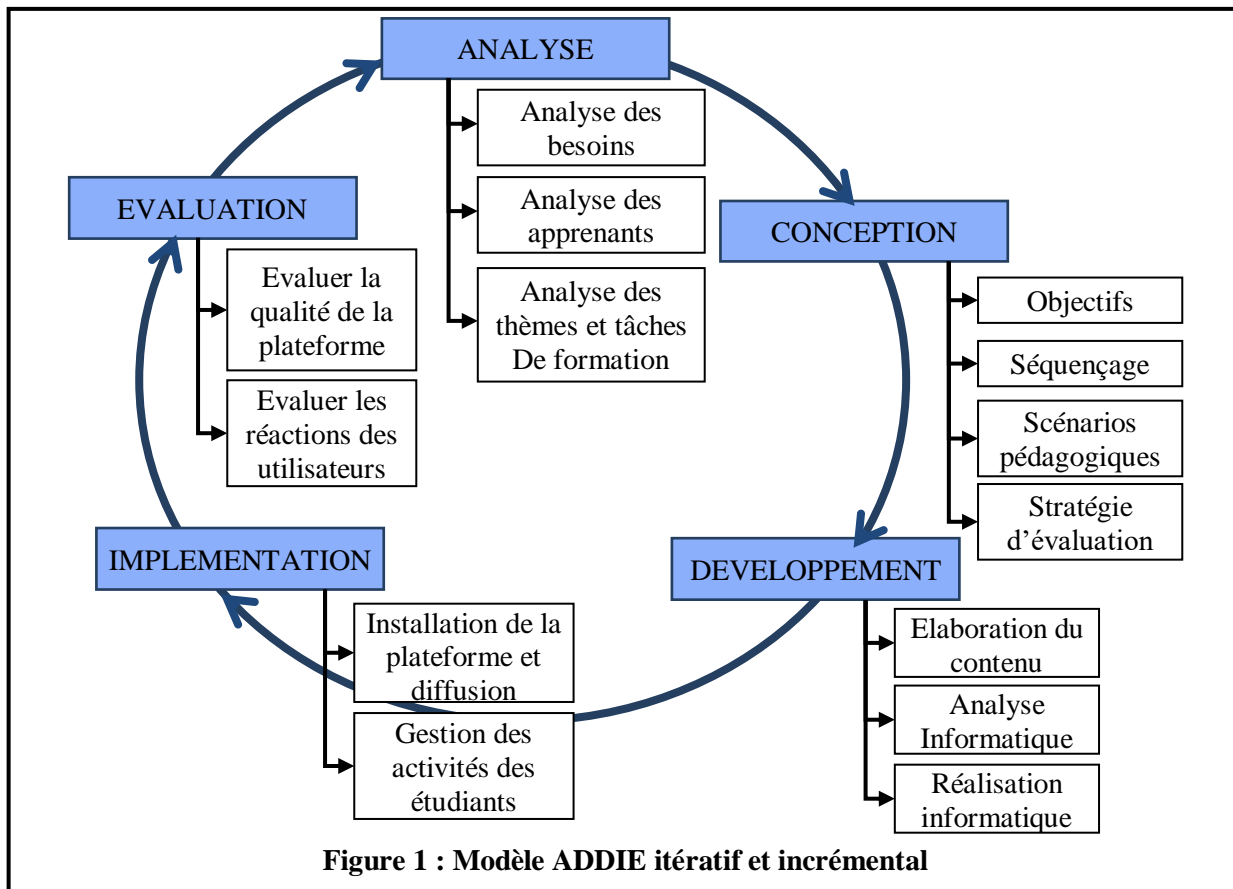 ANALYSE
Analyse des
besoins
Analyse des
apprenants
Analyse des
thèmes et tâches
De formation
CONCEPTION
Objectifs
Séquençage
Scénarios
pédagogiques
Stratégie
d’évaluation
DEVELOPPEMENT
Elaboration du
contenu
Analyse
Informatique
Réalisation
informatique
IMPLEMENTATION
Installation de la
plateforme et
diffusion
Gestion des
activités des
étudiants
EVALUATION
Evaluer la
qualité de la
plateforme
Evaluer les
réactions des
utilisateurs
Figure 1 : Modèle ADDIE itératif et incrémental